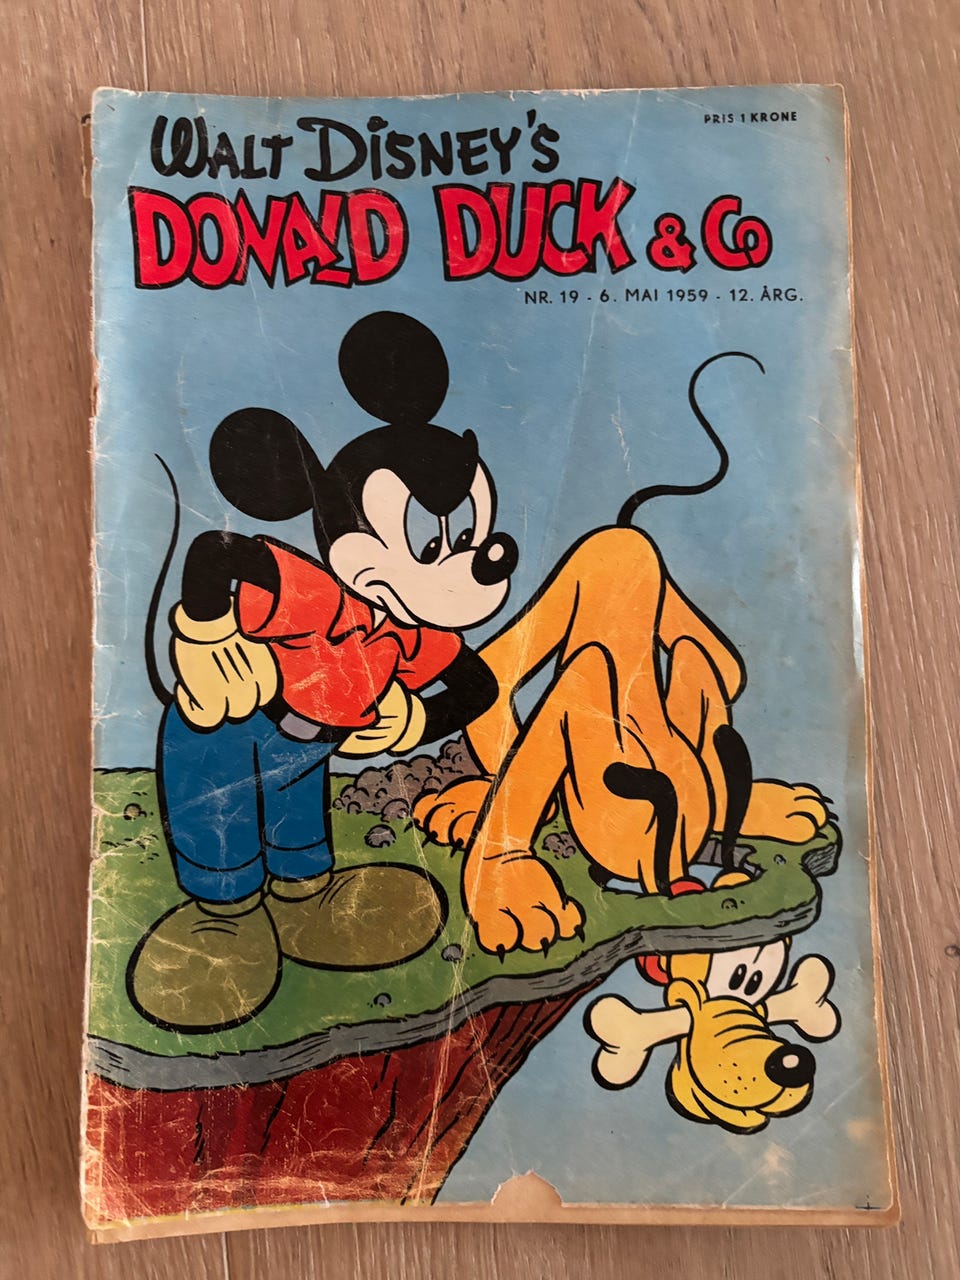 PRIS 1 KRONE
WALT DISNEY'S
DONALD DUCK & Co
NR. 19 - 6. MAI 1959 - 12. ÅRG.